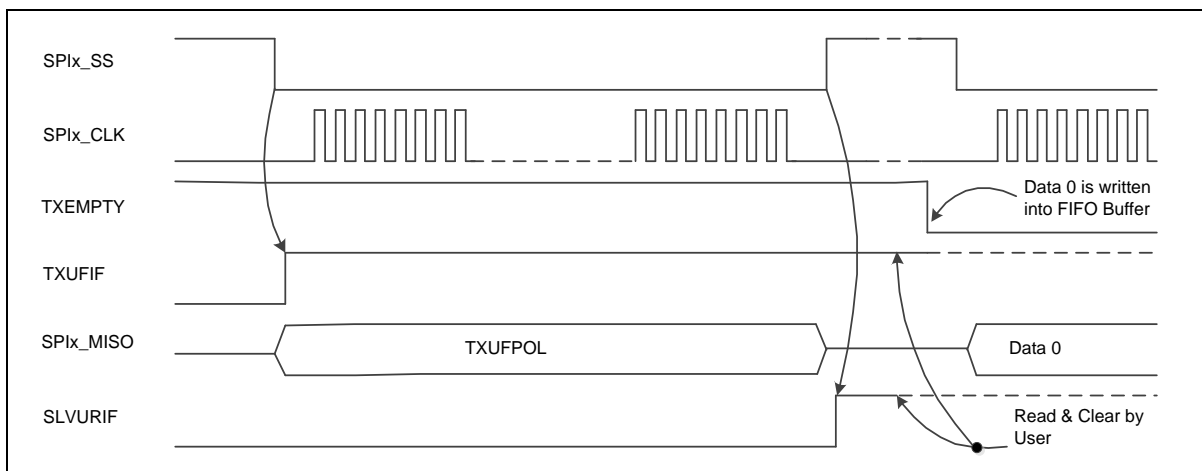 SPIx_SS
SPIx_CLK
TXEMPTY
Data 0 is written
into FIFO Buffer
TXUFIF
SPIx_MISO
TXUFPOL
Data 0
SLVURIF
Read & Clear by
User